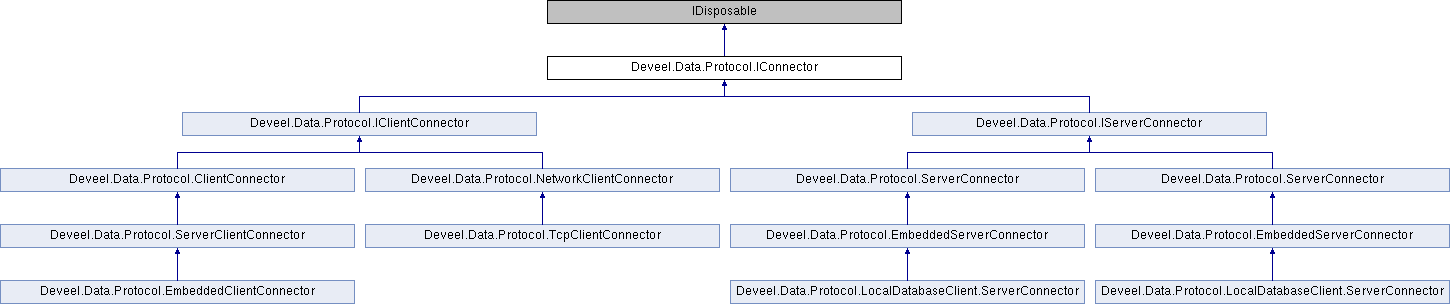 IDisposable
Deveel.Data.Protocol.IConnector
Deveel.Data.Protocol.IClientConnector
Deveel.Data.Protocol.IServerConnector
Deveel.Data.Protocol.ClientConnector
Deveel.Data.Protocol.NetworkClientConnector
Deveel.Data.Protocol.ServerConnector
Deveel.Data.Protocol.ServerConnector
Deveel.Data.Protocol.ServerClientConnector
Deveel.Data.Protocol.TcpClientConnector
Deveel.Data.Protocol.EmbeddedServerConnector
Deveel.Data.Protocol.EmbeddedServerConnector
Deveel.Data.Protocol.EmbeddedClientConnector
Deveel.Data.Protocol.LocalDatabaseClient.ServerConnector
Deveel.Data.Protocol.LocalDatabaseClient.ServerConnector